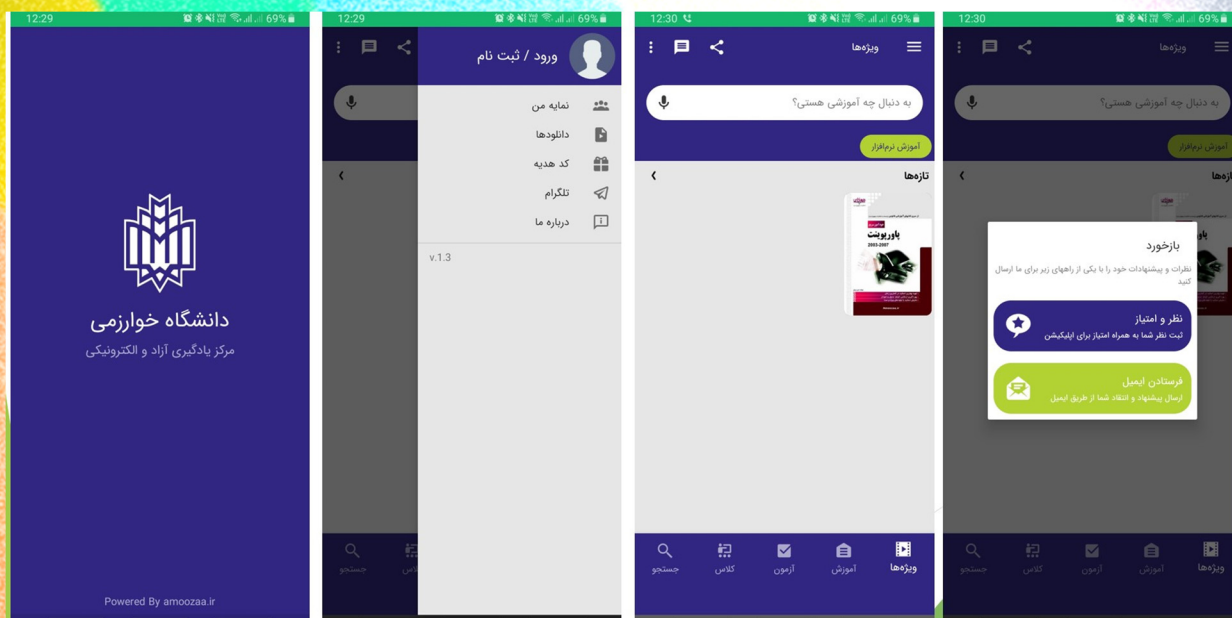 12:29
69%
دانشگاه خوارزمی
مرکز یادگیری آزاد و الکترونیکی
Powered By amoozaa.ir
12:29
69%
ورود / ثبت نام
نمایه من
دانلودها
کد هدیه
تلگرام
درباره ما
v.1.3
جستجو
12:30
69%
ویژه‌ها
به دنبال چه آموزشی هستی؟
آموزش نرم‌افزار
تازه‌ها
پاورپوینت
2003-2007
ویژه‌ها
آموزش
آزمون
کلاس
جستجو
12:30
69%
ویژه‌ها
به دنبال چه آموزشی هستی؟
آموزش نرم‌افزار
بازخورد
نظرات و پیشنهادات خود را با یکی از راههای زیر برای ما ارسال
کنید
نظر و امتیاز
ثبت نظر شما به همراه امتیاز برای اپلیکیشن
فرستادن ایمیل
ارسال پیشنهاد و انتقاد شما از طریق ایمیل
ویژه‌ها
آموزش
آزمون
کلاس
جستجو